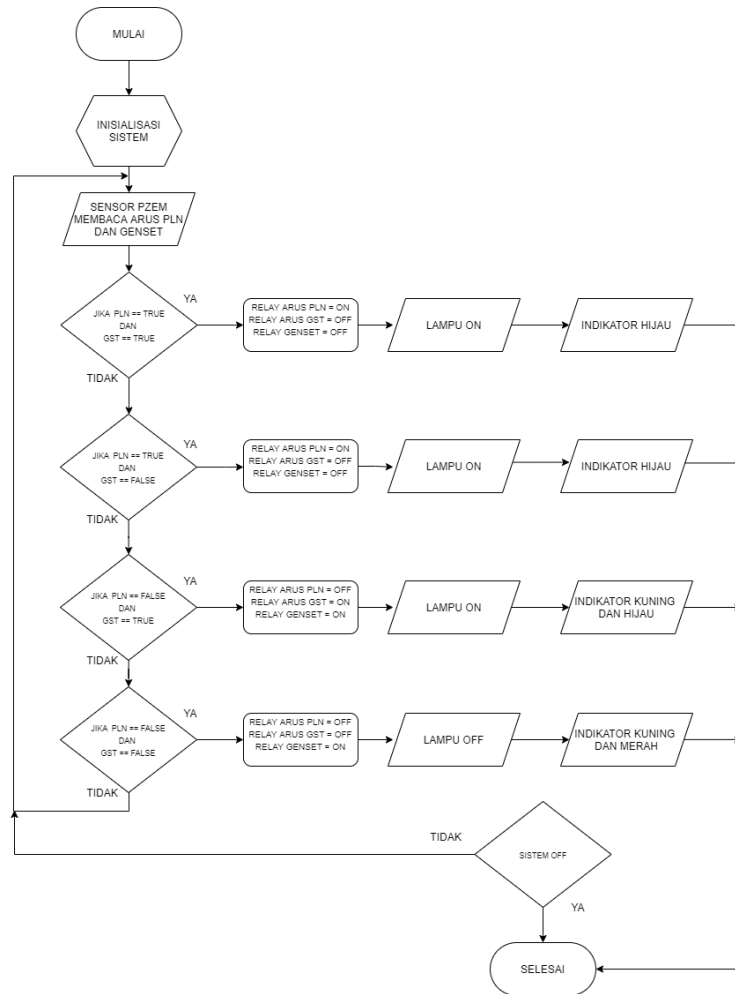 MULAI
INISIALISASI
SISTEM
SENSOR PZEM
MEMBACA ARUS PLN
DAN GENSET
JIKA PLN == TRUE
DAN
GST == TRUE
YA
RELAY ARUS PLN = ON
RELAY ARUS GST = OFF
RELAY GENSET = OFF
LAMPU ON
INDIKATOR HIJAU
TIDAK
JIKA PLN == TRUE
DAN
GST == FALSE
YA
RELAY ARUS PLN = ON
RELAY ARUS GST = OFF
RELAY GENSET = OFF
LAMPU ON
INDIKATOR HIJAU
TIDAK
JIKA PLN == FALSE
DAN
GST == TRUE
YA
RELAY ARUS PLN = OFF
RELAY ARUS GST = ON
RELAY GENSET = ON
LAMPU ON
INDIKATOR KUNING
DAN HIJAU
TIDAK
JIKA PLN == FALSE
DAN
GST == FALSE
YA
RELAY ARUS PLN = OFF
RELAY ARUS GST = OFF
RELAY GENSET = ON
LAMPU OFF
INDIKATOR KUNING
DAN MERAH
TIDAK
TIDAK
SISTEM OFF
YA
SELESAI